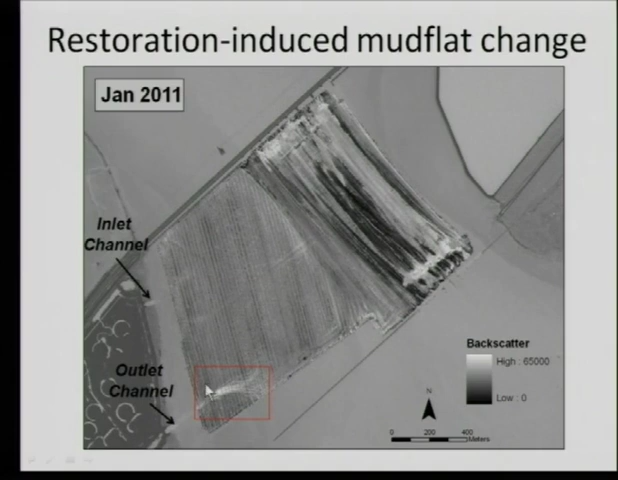 Restoration-induced mudflat change
Jan 2011
Inlet
Channel
Outlet
Channel
Backscatter
High : 65000
Low : 0
N
0 200 400
Meters